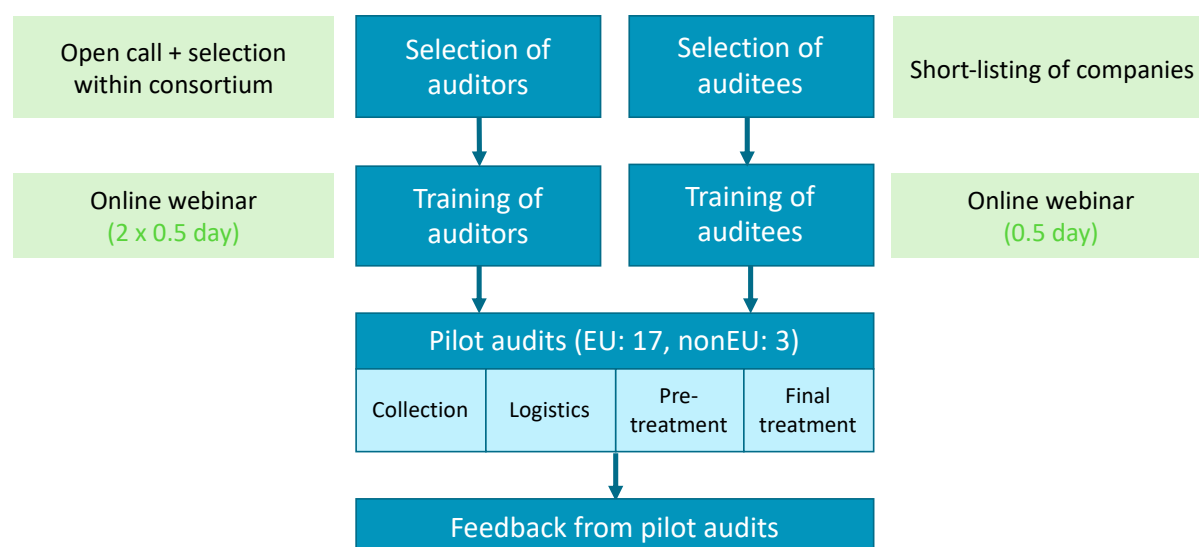 Open call + selection
within consortium
Selection of
auditors
Selection of
auditees
Short-listing of companies
Online webinar
(2 x 0.5 day)
Training of
auditors
Training of
auditees
Online webinar
(0.5 day)
Pilot audits (EU: 17, nonEU: 3)
Collection
Logistics
Pre-
treatment
Final
treatment
Feedback from pilot audits